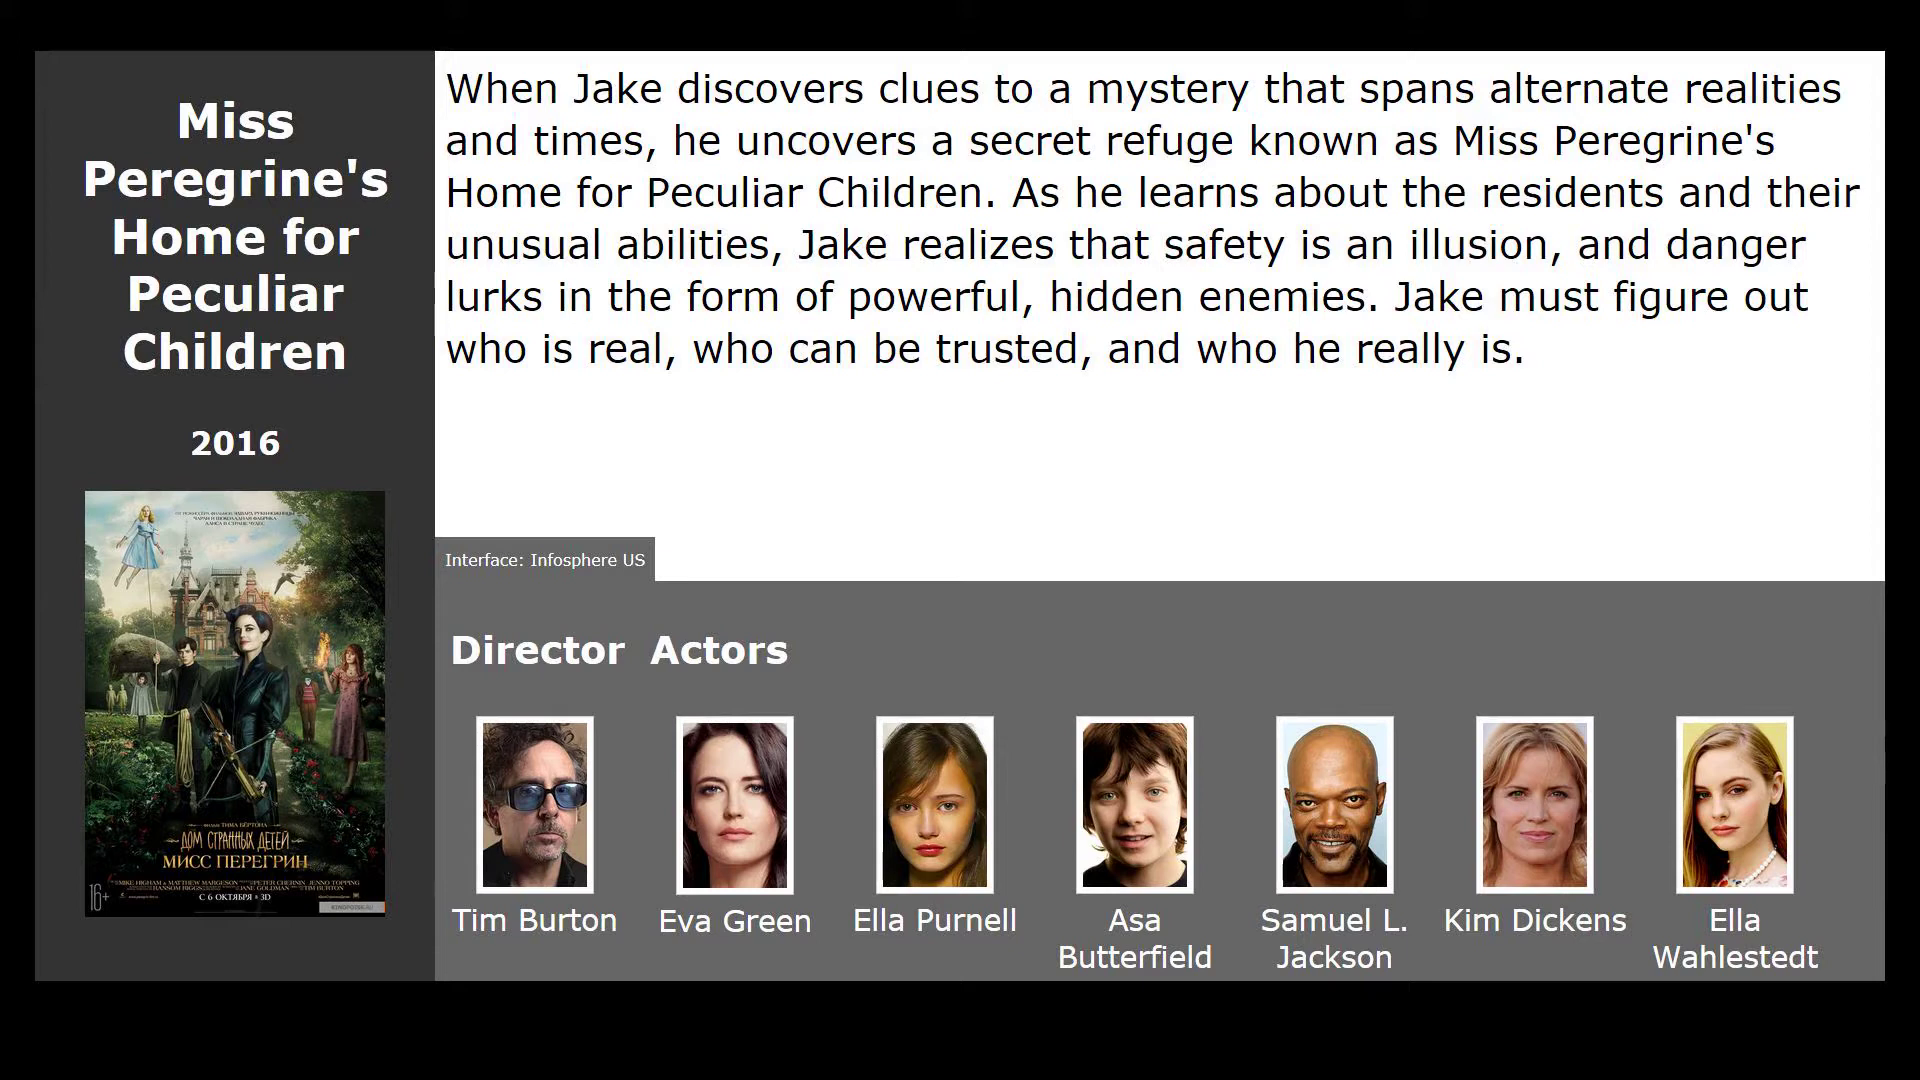 Miss
Peregrine's
Home for
Peculiar
Children
2016
ДОМ СТРАННЫХ ДЕТЕЙ
МИСС ПЕРЕГРИН
16+
С 6 ОКТЯБРЯ В 3D
When Jake discovers clues to a mystery that spans alternate realities
and times, he uncovers a secret refuge known as Miss Peregrine's
Home for Peculiar Children. As he learns about the residents and their
unusual abilities, Jake realizes that safety is an illusion, and danger
lurks in the form of powerful, hidden enemies. Jake must figure out
who is real, who can be trusted, and who he really is.
Interface: Infosphere US
Director Actors
Tim Burton
Eva Green
Ella Purnell
Asa
Butterfield
Samuel L.
Jackson
Kim Dickens
Ella
Wahlestedt